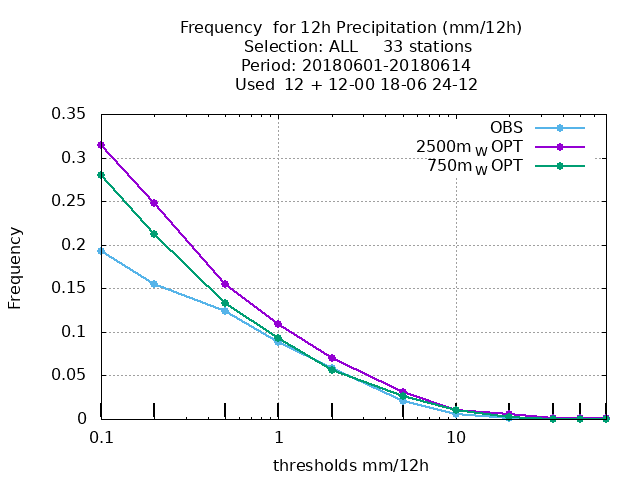 Frequency  for 12h Precipitation (mm/12h)
Selection: ALL     33 stations
Period: 20180601-20180614
Used  12 + 12-00 18-06 24-12
OBS
2500m_W OPT
750m_W OPT
0.35
0.3
0.25
0.2
0.15
0.1
0.05
0
Frequency
0.1 1 10
thresholds mm/12h